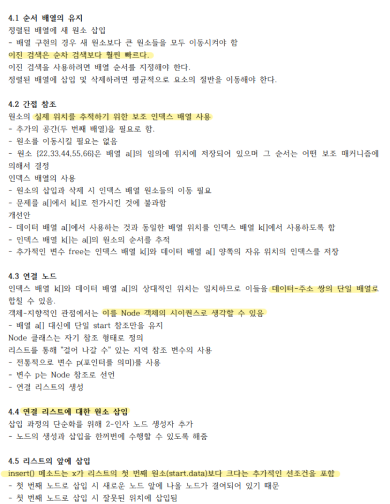 4.1 순서 배열의 유지
정렬된 배열에 새 원소 삽입
- 배열 구현의 경우 새 원소보다 큰 원소들을 모두 이동시켜야 함
이진 검색은 순차 검색보다 훨씬 빠르다.
이진 검색을 사용하려면 배열 순서를 지정해야 한다.
정렬된 배열에 삽입 및 삭제하려면 평균적으로 요소의 절반을 이동해야 한다.
4.2 간접 참조
원소의 실제 위치를 추적하기 위한 보조 인덱스 배열 사용
- 추가의 공간(두 번째 배열)을 필요로 함.
- 원소를 이동시킬 필요는 없음
- 원소 {22,33,44,55,66}은 배열 a[]의 임의에 위치에 저장되어 있으며 그 순서는 어떤 보조 매커니즘에
의해서 결정
인덱스 배열의 사용
- 원소의 삽입과 삭제 시 인덱스 배열 원소들의 이동 필요
- 문제를 a[]에서 k[]로 전가시킨 것에 불과함
개선안
- 데이터 배열 a[]에서 사용하는 것과 동일한 배열 위치를 인덱스 배열 k[]에서 사용하도록 함
- 인덱스 배열 k[]는 a[]의 원소의 순서를 추적
- 추가적인 변수 free는 인덱스 배열 k[]와 데이터 배열 a[] 양쪽의 자유 위치의 인덱스를 저장
4.3 연결 노드
인덱스 배열 k[]와 데이터 배열 a[]의 상대적인 위치는 일치하므로 이들을 데이터-주소 쌍의 단일 배열로
합칠 수 있음.
객체-지향적인 관점에서는 이를 Node 객체의 시이퀀스로 생각할 수 있음
- 배열 a[] 대신에 단일 start 참조만을 유지
Node 클래스는 자기 참조 형태로 정의
리스트를 통해 "걸어 나갈 수" 있는 지역 참조 변수의 사용
- 전통적으로 변수 p(포인터를 의미)를 사용
- 변수 p는 Node 참조로 선언
- 연결 리스트의 생성
4.4 연결 리스트에 대한 원소 삽입
삽입 과정의 단순화를 위해 2-인자 노드 생성자 추가
- 노드의 생성과 삽입을 한꺼번에 수행할 수 있도록 해줌
4.5 리스트의 앞에 삽입
insert() 메소드는 x가 리스트의 첫 번째 원소(start.data)보다 크다는 추가적인 선조건을 포함
- 첫 번째 노드로 삽입 시 새로운 노드 앞에 나올 노드가 결여되어 있기 때문
- 첫 번째 노드로 삽입 시 잘못된 위치에 삽입됨